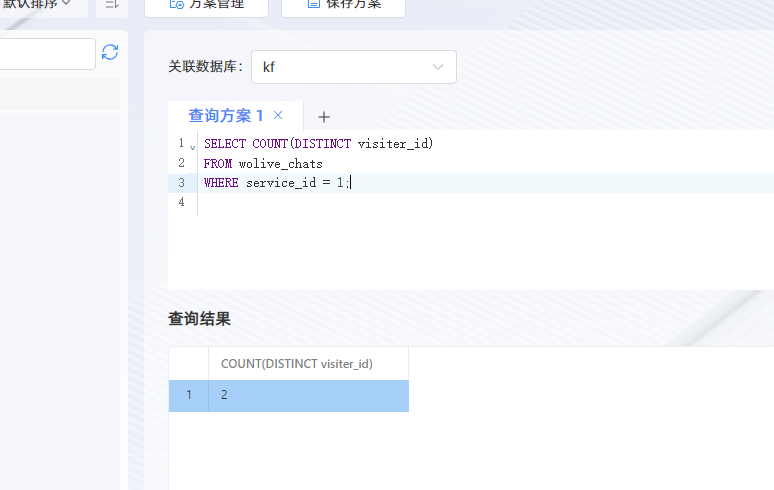 默认排序
方案管理
保存方案
关联数据库:
kf
查询方案 1 ×
+
1 SELECT COUNT(DISTINCT visiter_id)
2 FROM wolive_chats
3 WHERE service_id = 1;
4
查询结果
COUNT(DISTINCT visiter_id)
1 2